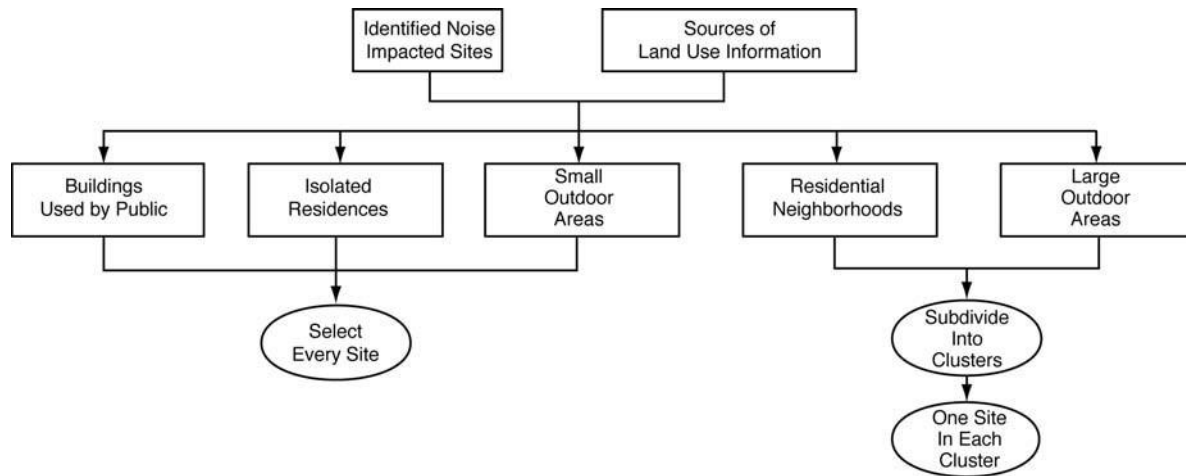 Identified Noise
Impacted Sites
Sources of
Land Use Information
Buildings
Used by Public
Isolated
Residences
Small
Outdoor
Areas
Residential
Neighborhoods
Large
Outdoor
Areas
Select
Every Site
Subdivide
Into
Clusters
One Site
In Each
Cluster